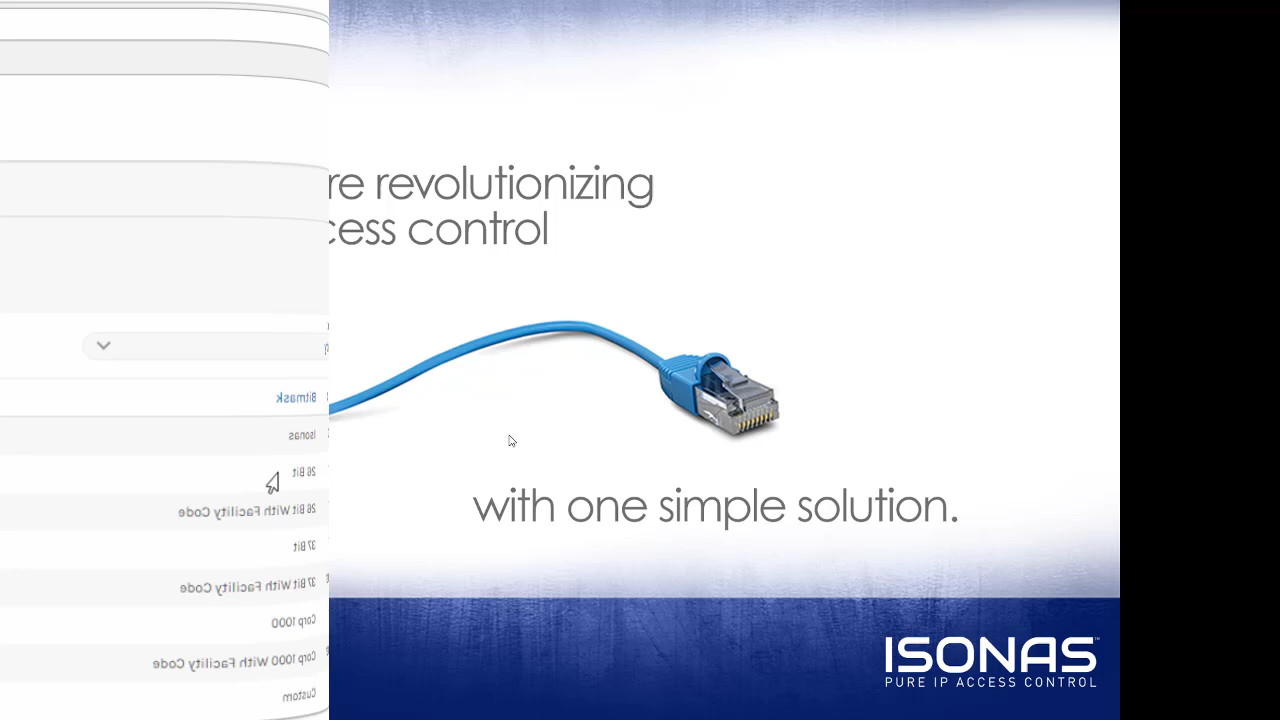 re revolutionizing
cess control
Bitmask
Isonas
26 Bit
26 Bit With Facility Code
37 Bit
37 Bit With Facility Code
Corp 1000
Corp 1000 With Facility Code
Custom
with one simple solution.
ISONAS™
PURE IP ACCESS CONTROL